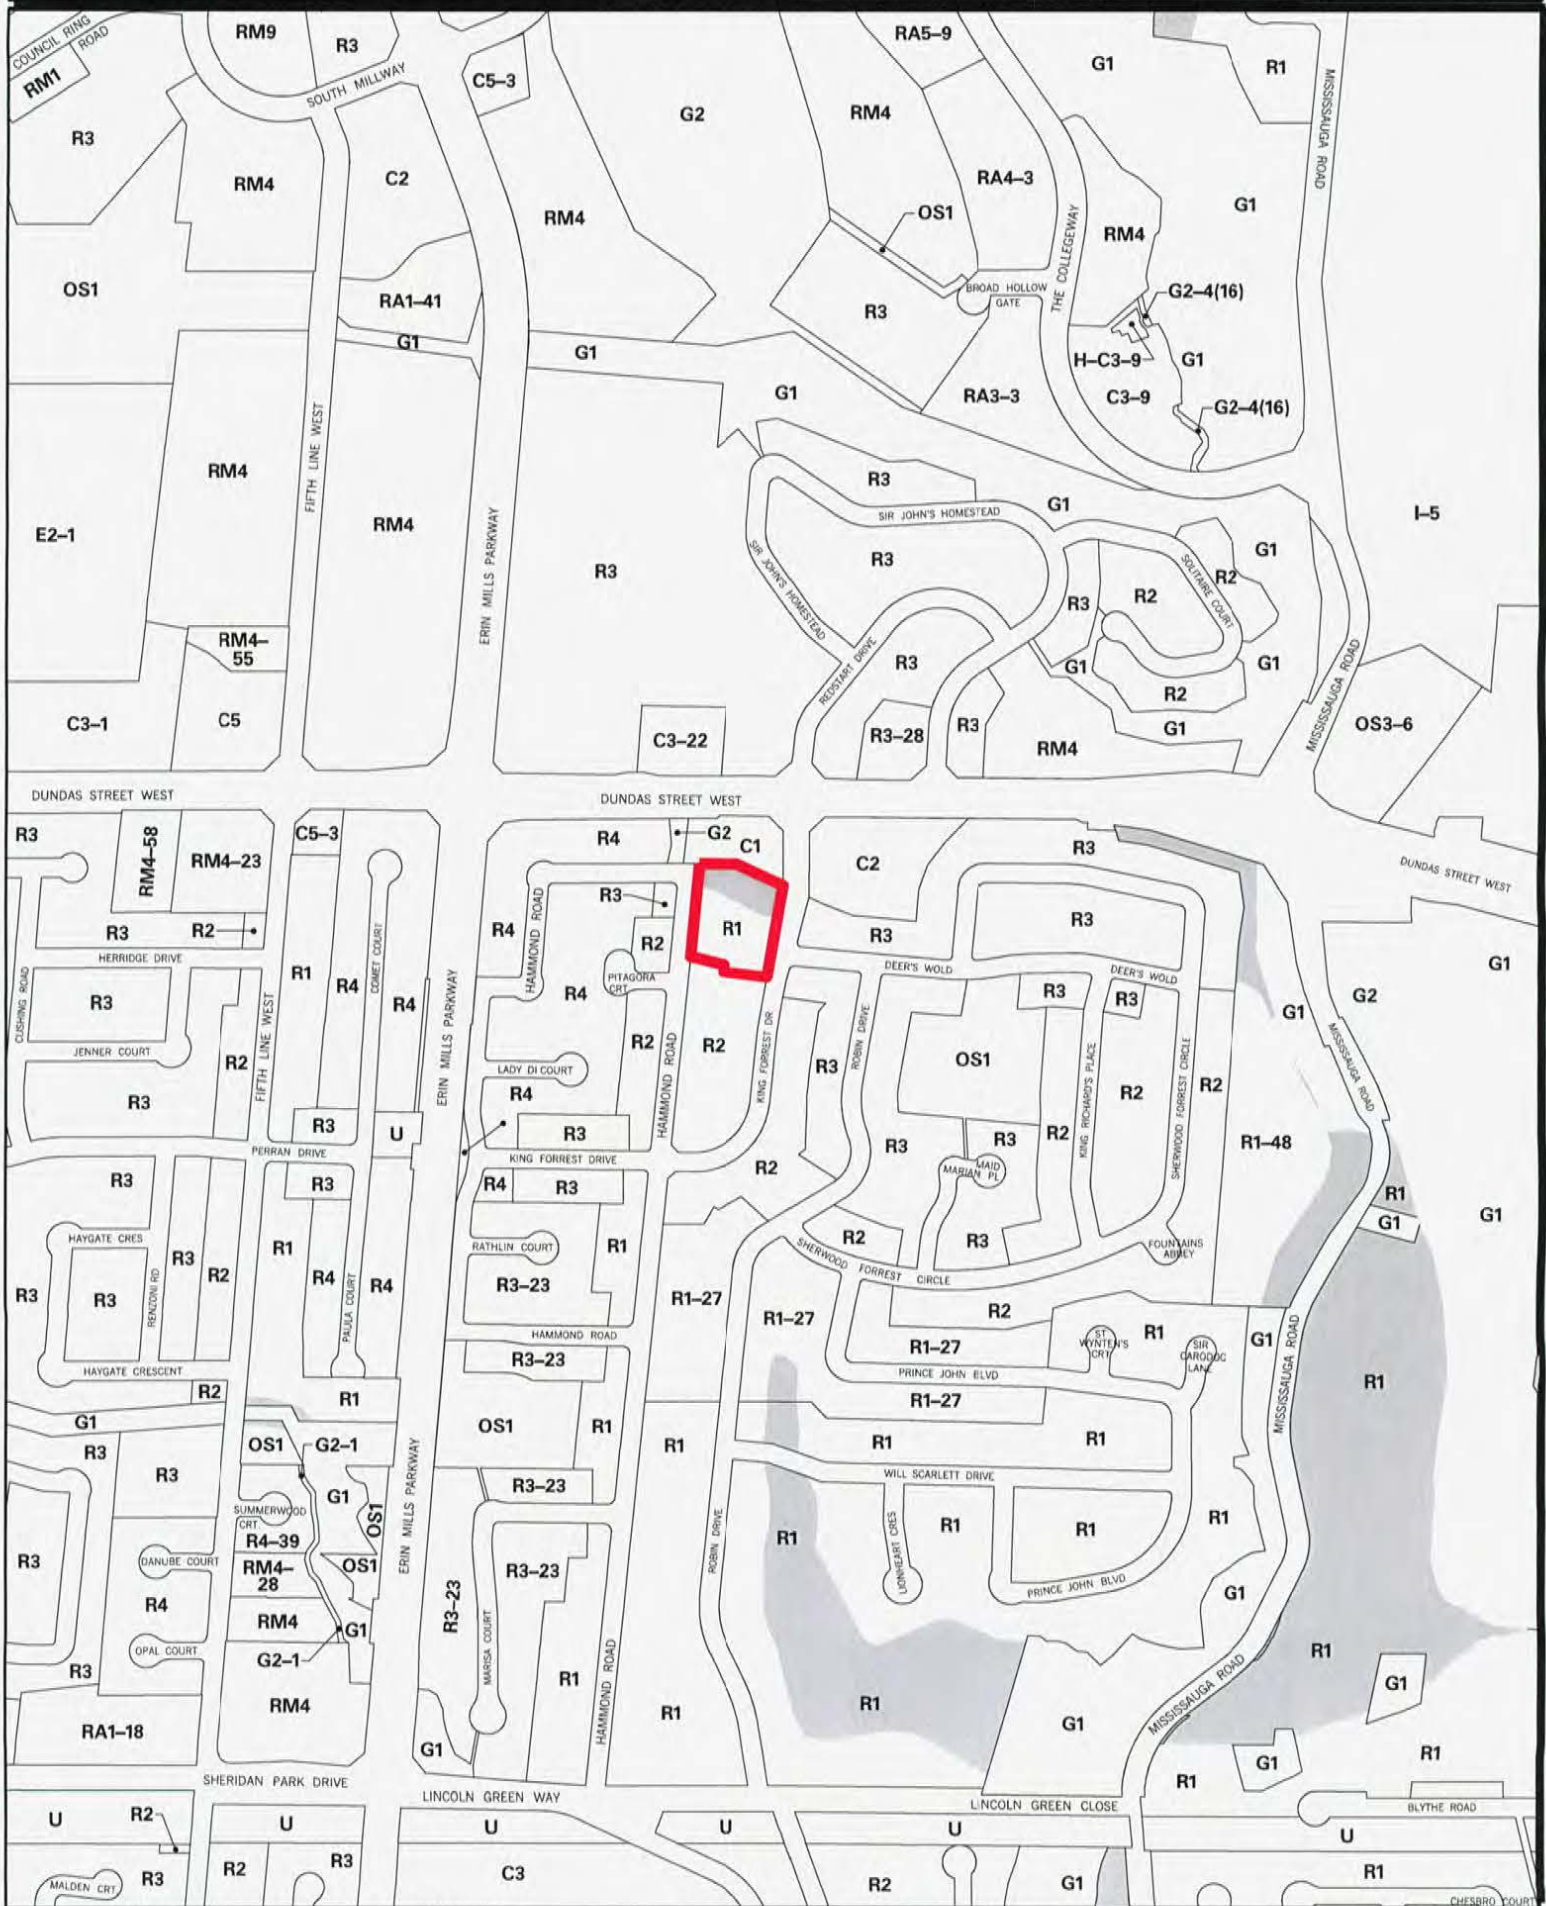 COUNCIL RING
ROAD
RM1
RM9
R3
SOUTH MILLWAY
C5–3
R3
RM4
C2
RM4
G2
RA5–9
RM4
OS1
RA4–3
G1
R1
MISSISSAUGA ROAD
G1
THE COLLEGEWAY
RM4
OS1
RA1–41
G1
G1
R3
BROAD HOLLOW
GATE
G2–4(16)
H–C3–9
G1
G1
RA3–3
C3–9
G2–4(16)
RM4
FIFTH LINE WEST
RM4
ERIN MILLS PARKWAY
E2–1
R3
R3
SIR JOHN'S HOMESTEAD
G1
I–5
R3
SIR JOHN'S HOMESTEAD
SOLITAIRE COURT
G1
R2
R2
R3
REDSTART DRIVE
R3
G1
G1
R2
MISSISSAUGA ROAD
RM4–
55
C3–1
C5
C3–22
R3–28
R3
RM4
G1
OS3–6
DUNDAS STREET WEST
DUNDAS STREET WEST
DUNDAS STREET WEST
R3
RM4–58
RM4–23
C5–3
R4
G2
C1
C2
R3
R3
R2
HERRIDGE DRIVE
CUSHING ROAD
R1
R4
COMET COURT
R4
R4
HAMMOND ROAD
R3
R2
PITAGORA
CRT
R1
R3
R3
DEER'S WOLD
DEER'S WOLD
G1
R3
JENNER COURT
R2
FIFTH LINE WEST
ERIN MILLS PARKWAY
R4
R2
HAMMOND ROAD
R2
KING FORREST DR
R3
ROBIN DRIVE
OS1
R3
R3
G1
G2
MISSISSAUGA ROAD
R3
LADY DI COURT
R4
KING RICHARD'S PLACE
R2
SHERWOOD FORREST CIRCLE
R2
R3
U
R3
R3
R3
R2
R1–48
PERRAN DRIVE
KING FORREST DRIVE
R2
MAID
MARIAN PL
R3
R3
R4
R3
R1
G1
G1
HAYGATE CRES
R3
R2
R1
RATHLIN COURT
R1
R2
R3
FOUNTAINS
ABBEY
SHERWOOD FORREST CIRCLE
R3
R3
RENZONI RD
R4
PAULA COURT
R4
R3–23
R1–27
R1–27
R2
R1
ST
WYNTEN'S
CRT
SIR
CARODOC
LANE
G1
MISSISSAUGA ROAD
HAMMOND ROAD
R3–23
R1–27
PRINCE JOHN BLVD
HAYGATE CRESCENT
R2
R1
R1–27
R1
G1
R3
OS1
G2–1
OS1
R1
R1
R1
R1
R3
G1
OS1
ERIN MILLS PARKWAY
R3–23
WILL SCARLETT DRIVE
SUMMERWOOD
CRT
R4–39
R3
DANUBE COURT
RM4–
28
OS1
R3–23
R3–23
ROBIN DRIVE
R1
LIONHEART CRES
R1
R1
R1
PRINCE JOHN BLVD
R4
RM4
G1
G1
OPAL COURT
G2–1
MARISA COURT
HAMMOND ROAD
R3
RM4
R1
R1
R1
G1
MISSISSAUGA ROAD
R1
G1
RA1–18
G1
G1
R1
SHERIDAN PARK DRIVE
LINCOLN GREEN WAY
LINCOLN GREEN CLOSE
R1
BLYTHE ROAD
U
R2
U
U
U
U
U
MALDEN CRT
R3
R2
R3
C3
R2
G1
R1
CHESBRO COURT